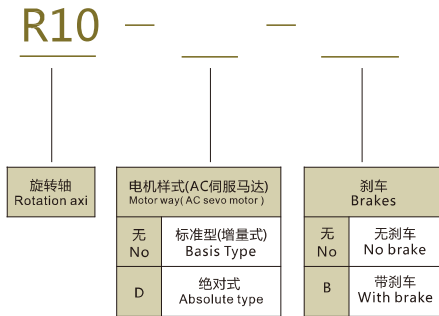 R10 — —
旋转轴
Rotation axi
电机样式(AC伺服马达)
Motor way( AC sevo motor )
无
No
标准型(增量式)
Basis Type
D
绝对式
Absolute type
刹车
Brakes
无
No
无刹车
No brake
B
带刹车
With brake